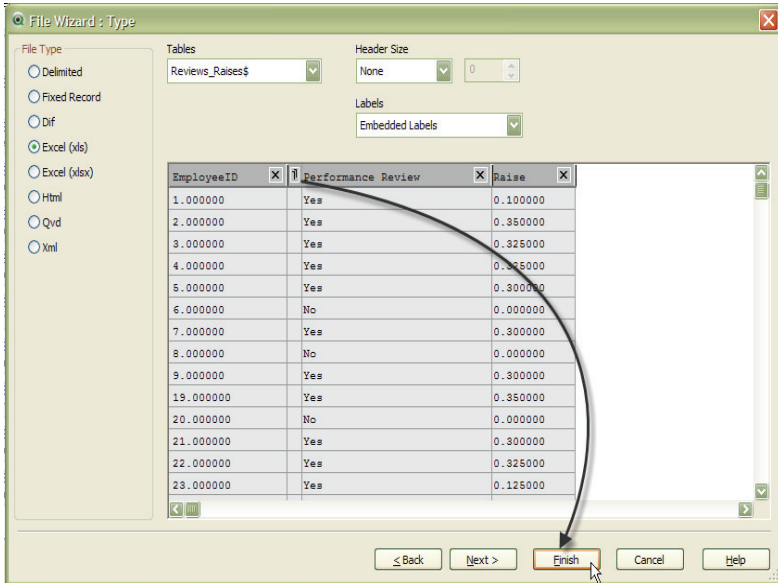 File Wizard : Type
File Type
Delimited
Fixed Record
Dif
Excel (xls)
Excel (xlsx)
Html
Qvd
Xml
Tables
Reviews_Raises$
Header Size
None
0
Labels
Embedded Labels
EmployeeID Performance Review Raise
1.000000 Yes 0.100000
2.000000 Yes 0.350000
3.000000 Yes 0.325000
4.000000 Yes 0.325000
5.000000 Yes 0.300000
6.000000 No 0.000000
7.000000 Yes 0.300000
8.000000 No 0.000000
9.000000 Yes 0.300000
19.000000 Yes 0.350000
20.000000 No 0.000000
21.000000 Yes 0.300000
22.000000 Yes 0.325000
23.000000 Yes 0.125000
< Back Next > Finish Cancel Help